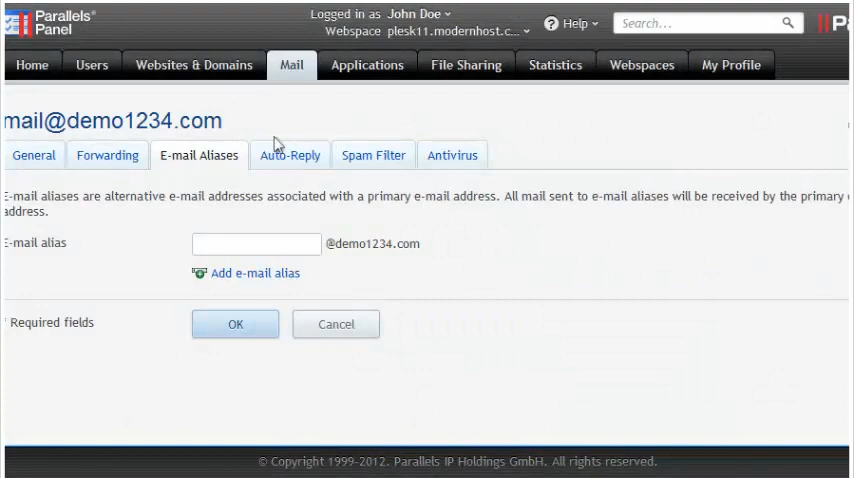 Parallels® Panel
Logged in as John Doe
Webspace plesk11.modernhost.c...
Help
Search...
Home Users Websites & Domains Mail Applications File Sharing Statistics Webspaces My Profile
mail@demo1234.com
General Forwarding E-mail Aliases Auto-Reply Spam Filter Antivirus
E-mail aliases are alternative e-mail addresses associated with a primary e-mail address. All mail sent to e-mail aliases will be received by the primary e
address.
E-mail alias @demo1234.com
Add e-mail alias
* Required fields OK Cancel
© Copyright 1999-2012. Parallels IP Holdings GmbH. All rights reserved.